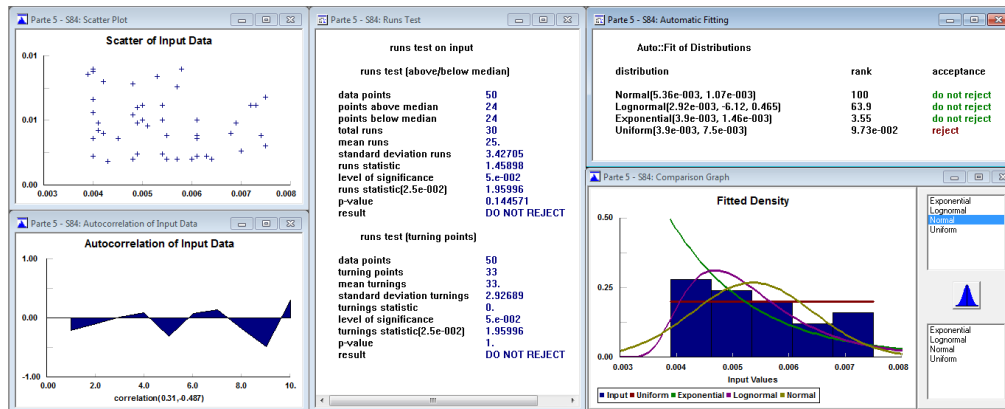 Parte 5 - S84: Scatter Plot
Scatter of Input Data
0.01
0.01
0.00
0.003 0.004 0.005 0.006 0.007 0.008
Parte 5 - S84: Autocorrelation of Input Data
Autocorrelation of Input Data
1.00
0.00
-1.00
0.00 2.0 4.0 6.0 8.0 10.
correlation(0.31,-0.487)
Parte 5 - S84: Runs Test
runs test on input
runs test (above/below median)
data points 50
points above median 24
points below median 24
total runs 30
mean runs 25.
standard deviation runs 3.42705
runs statistic 1.45898
level of significance 5.e-002
runs statistic(2.5e-002) 1.95996
p-value 0.144571
result DO NOT REJECT
runs test (turning points)
data points 50
turning points 33
mean turnings 33.
standard deviation turnings 2.92689
turnings statistic 0.
level of significance 5.e-002
turnings statistic(2.5e-002) 1.95996
p-value 1.
result DO NOT REJECT
Parte 5 - S84: Automatic Fitting
Auto::Fit of Distributions
distribution rank acceptance
Normal(5.36e-003, 1.07e-003) 100 do not reject
Lognormal(2.92e-003, -6.12, 0.465) 63.9 do not reject
Exponential(3.9e-003, 1.46e-003) 3.55 do not reject
Uniform(3.9e-003, 7.5e-003) 9.73e-002 reject
Parte 5 - S84: Comparison Graph
Fitted Density
0.50
0.25
0.00
0.003 0.004 0.005 0.006 0.007 0.008
Input Values
Input Uniform Exponential Lognormal Normal
Exponential
Lognormal
Normal
Uniform
Exponential
Lognormal
Normal
Uniform